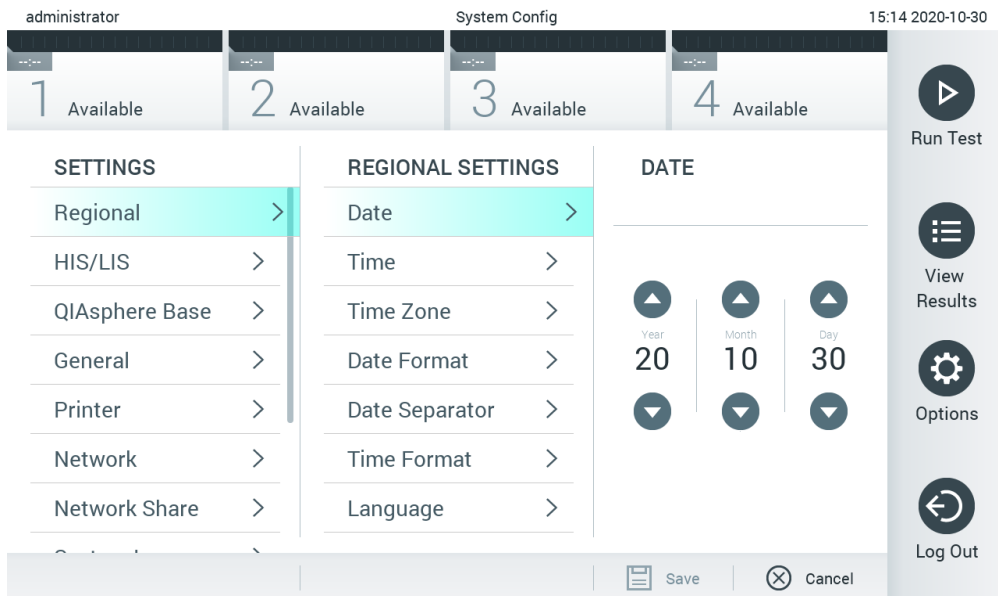 administrator
System Config
15:14 2020-10-30
--:--
--:--
--:--
--:--
1 Available
2 Available
3 Available
4 Available
Run Test
View
Results
Options
Log Out
SETTINGS
Regional
HIS/LIS
QIAsphere Base
General
Printer
Network
Network Share
REGIONAL SETTINGS
Date
Time
Time Zone
Date Format
Date Separator
Time Format
Language
DATE
Year
Month
Day
20
10
30
Save
Cancel